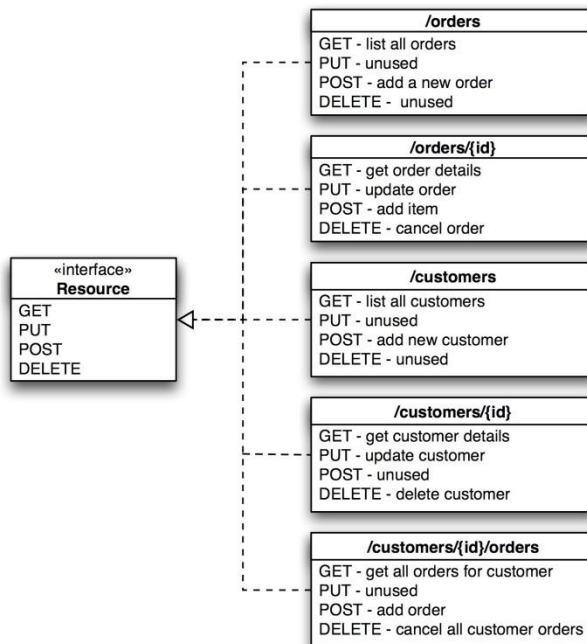 /orders
GET - list all orders
PUT - unused
POST - add a new order
DELETE - unused
/orders/{id}
GET - get order details
PUT - update order
POST - add item
DELETE - cancel order
«interface»
Resource
GET
PUT
POST
DELETE
/customers
GET - list all customers
PUT - unused
POST - add new customer
DELETE - unused
/customers/{id}
GET - get customer details
PUT - update customer
POST - unused
DELETE - delete customer
/customers/{id}/orders
GET - get all orders for customer
PUT - unused
POST - add order
DELETE - cancel all customer orders